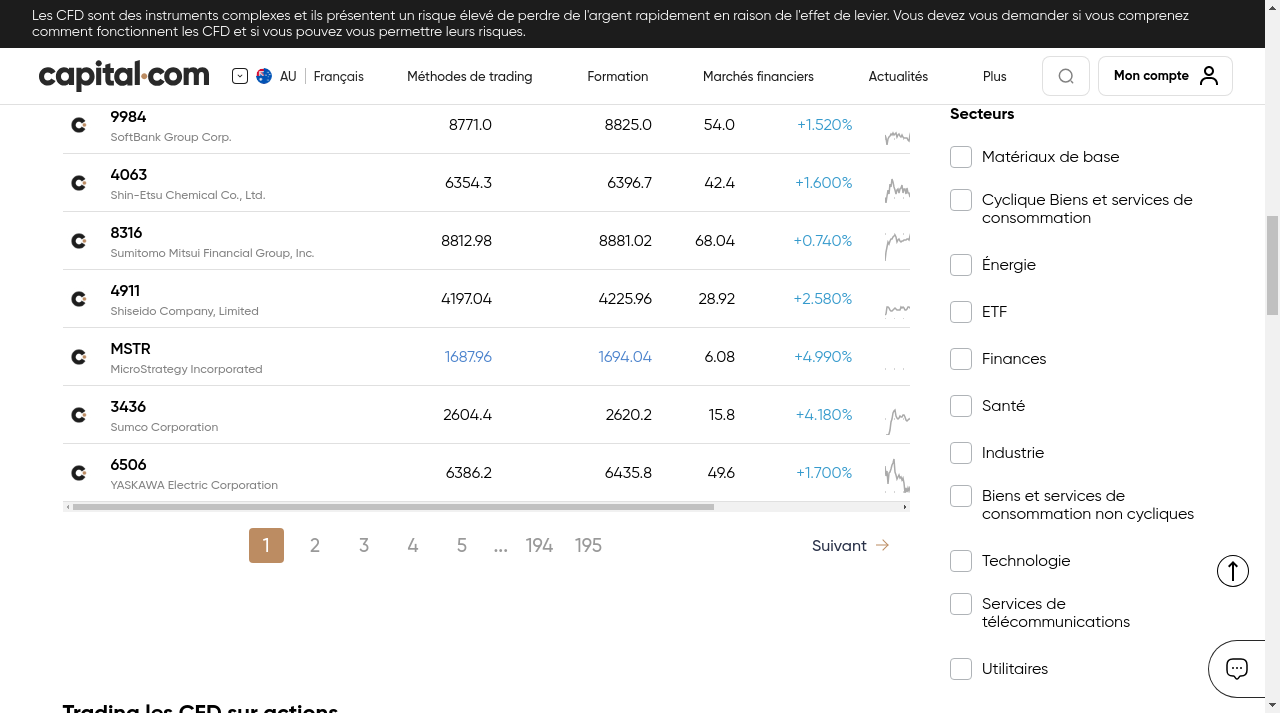 Les CFD sont des instruments complexes et ils présentent un risque élevé de perdre de l'argent rapidement en raison de l'effet de levier. Vous devez vous demander si vous comprenez
comment fonctionnent les CFD et si vous pouvez vous permettre leurs risques.
capital.com AU Français Méthodes de trading Formation Marchés financiers Actualités Plus Mon compte
9984 8771.0 8825.0 54.0 +1.520%
SoftBank Group Corp.
4063 6354.3 6396.7 42.4 +1.600%
Shin-Etsu Chemical Co., Ltd.
8316 8812.98 8881.02 68.04 +0.740%
Sumitomo Mitsui Financial Group, Inc.
4911 4197.04 4225.96 28.92 +2.580%
Shiseido Company, Limited
MSTR 1687.96 1694.04 6.08 +4.990%
MicroStrategy Incorporated
3436 2604.4 2620.2 15.8 +4.180%
Sumco Corporation
6506 6386.2 6435.8 49.6 +1.700%
YASKAWA Electric Corporation
1 2 3 4 5 ... 194 195 Suivant
Secteurs
Matériaux de base
Cyclique Biens et services de
consommation
Énergie
ETF
Finances
Santé
Industrie
Biens et services de
consommation non cycliques
Technologie
Services de
télécommunications
Utilitaires
Trading les CFD sur actions